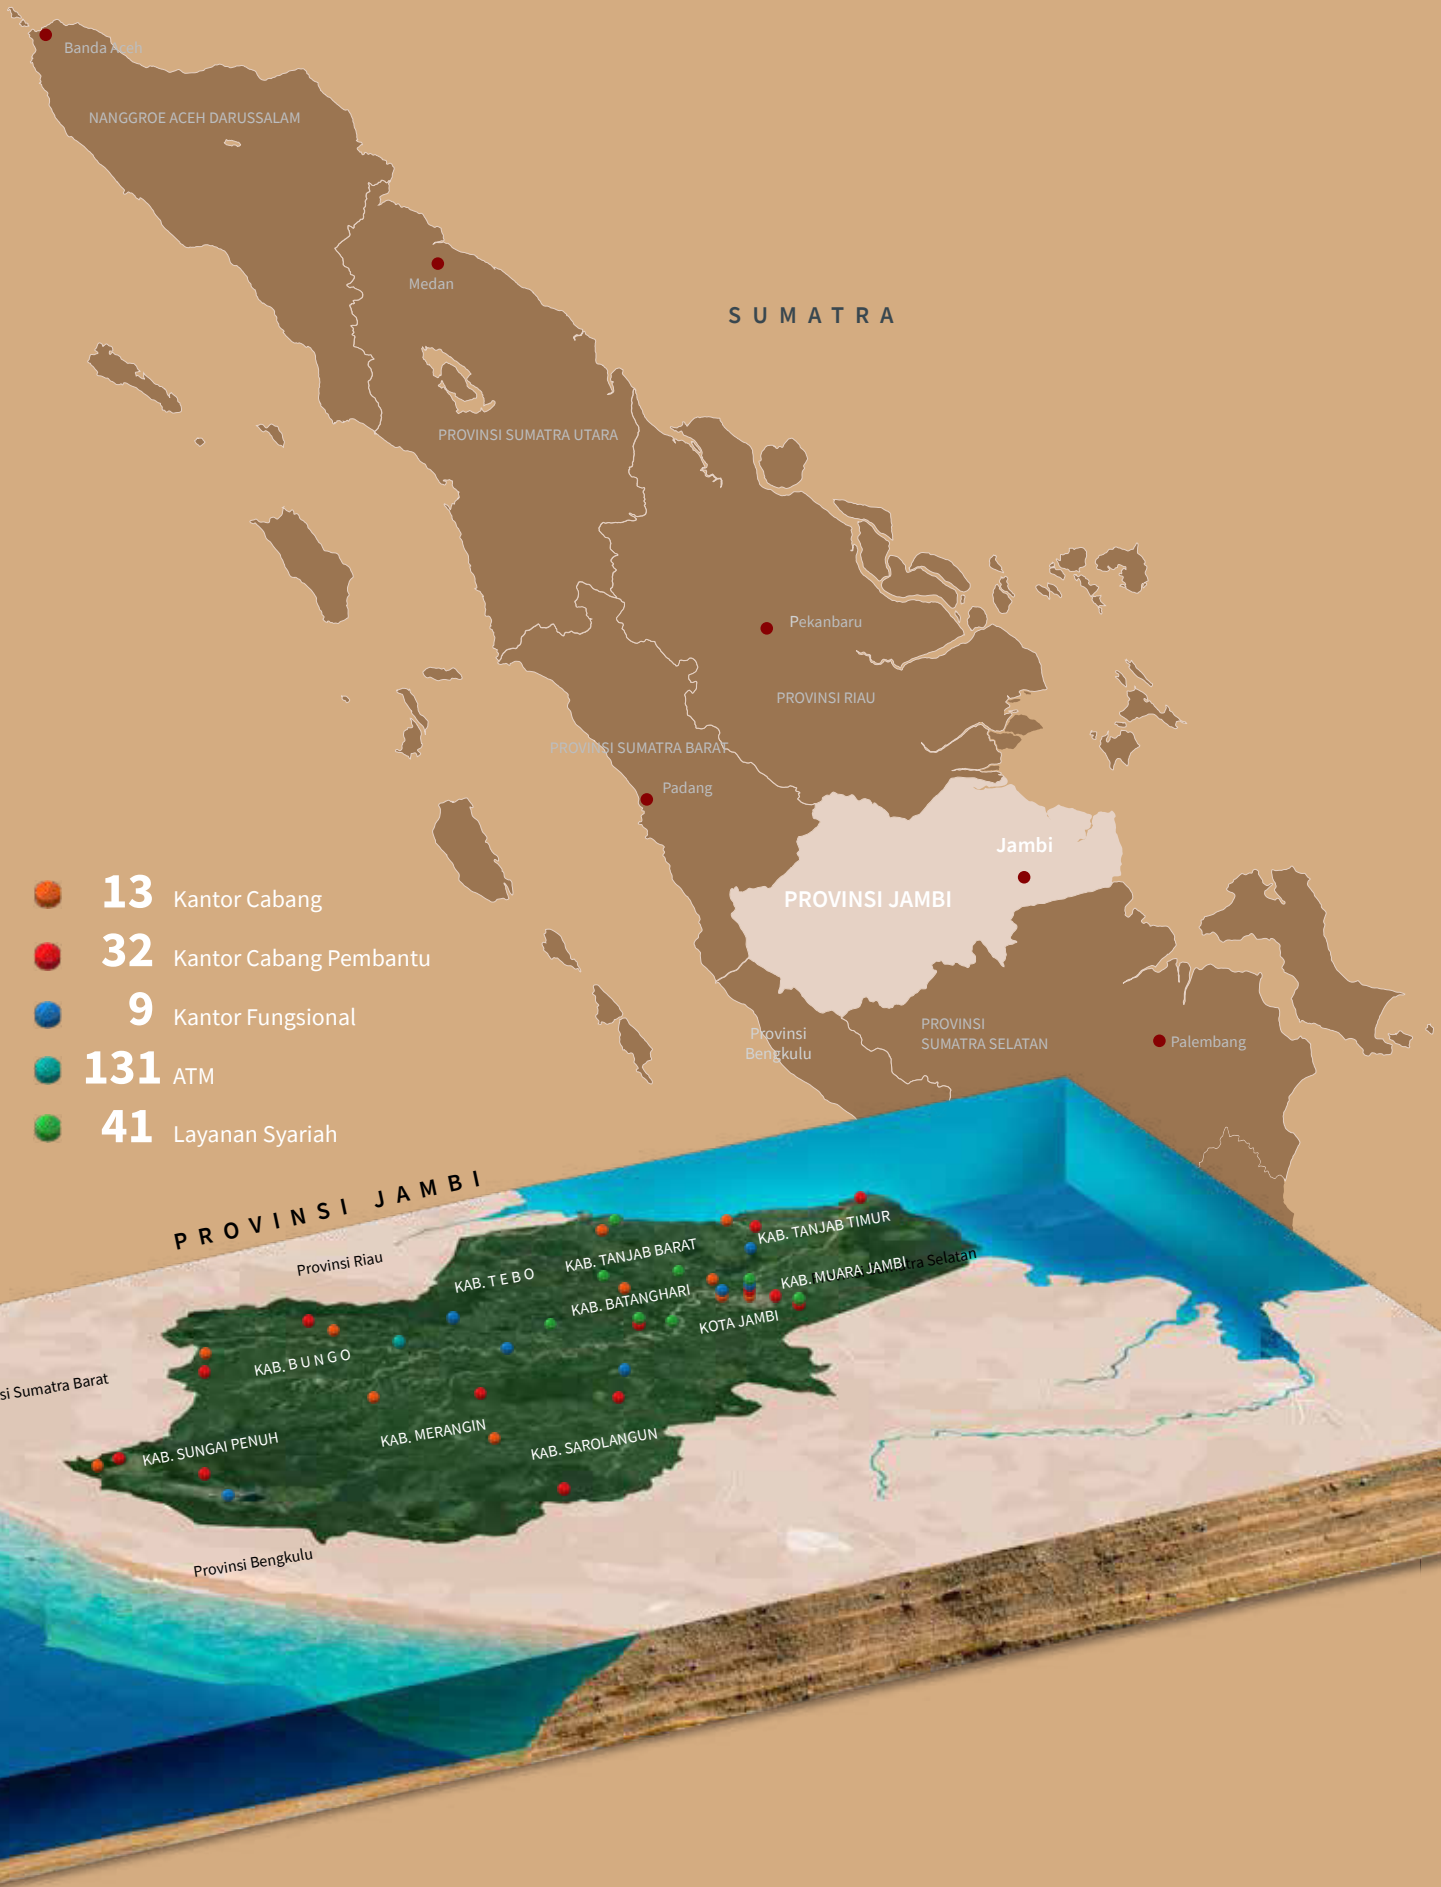 Banda Aceh
NANGGROE ACEH DARUSSALAM
Medan
SUMATRA
PROVINSI SUMATRA UTARA
Pekanbaru
PROVINSI RIAU
PROVINSI SUMATRA BARAT
Padang
Jambi
PROVINSI JAMBI
13 Kantor Cabang
32 Kantor Cabang Pembantu
9 Kantor Fungsional
131 ATM
41 Layanan Syariah
Provinsi
Bengkulu
PROVINSI
SUMATRA SELATAN
Palembang
PROVINSI JAMBI
Provinsi Riau
KAB. TEBO
KAB. TANJAB BARAT
KAB. TANJAB TIMUR
KAB. BATANGHARI
KAB. MUARA JAMBI
Selatan
KOTA JAMBI
KAB. BUNGO
si Sumatra Barat
KAB. SUNGAI PENUH
KAB. MERANGIN
KAB. SAROLANGUN
Provinsi Bengkulu